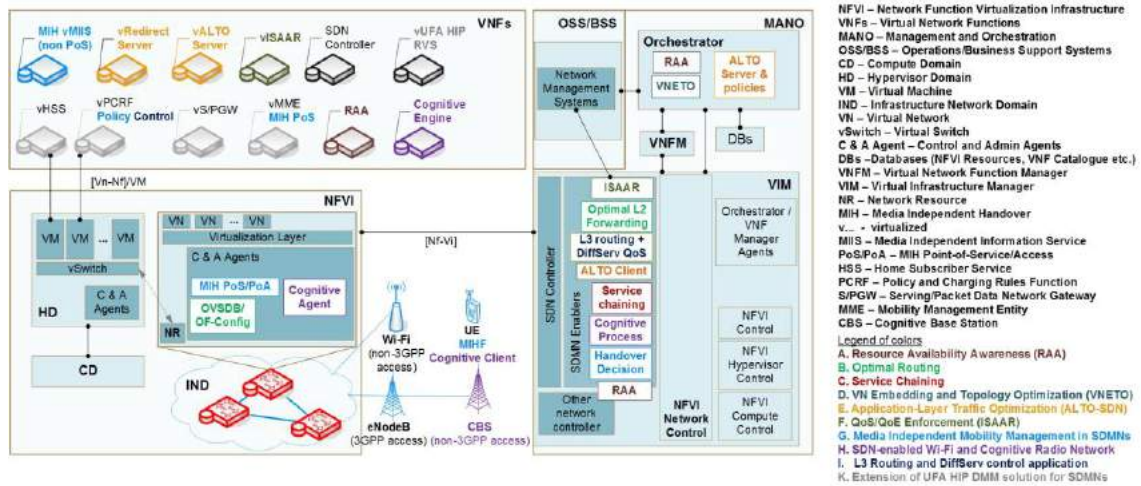 VNFs
MIH vMIIS
(non PoS)
vRedirect
Server
vALTO
Server
vISAAR
SDN
Controller
vUFA HIP
RVS
vHSS
vPCRF
Policy Control
vS/PGW
vMME
MIH PoS
RAA
Cognitive
Engine
[Vn-Nf]/VM
NFVI
VM
VM
...
VM
vSwitch
C & A
Agents
HD
CD
VN
VN
...
VN
Virtualization Layer
C & A Agents
MIH PoS/PoA
OVSDB/
OF-Config
Cognitive
Agent
NR
IND
Wi-Fi
(non-3GPP
access)
UE
MIHF
Cognitive Client
eNodeB
(3GPP access)
CBS
(non-3GPP access)
[Nf-Vi]
OSS/BSS
MANO
Network
Management
Systems
Orchestrator
RAA
VNETO
ALTO
Server &
policies
VNFM
DBs
VIM
SDN Controller
SDMN Enablers
ISAAR
Optimal L2
Forwarding
L3 routing +
DiffServ QoS
ALTO Client
Service
chaining
Cognitive
Process
Handover
Decision
RAA
Other
network
controller
NFVI
Network
Control
Orchestrator /
VNF
Manager
Agents
NFVI
Control
NFVI
Hypervisor
Control
NFVI
Compute
Control
NFVI – Network Function Virtualization Infrastructure
VNFs – Virtual Network Functions
MANO – Management and Orchestration
OSS/BSS – Operations/Business Support Systems
CD – Compute Domain
HD – Hypervisor Domain
VM – Virtual Machine
IND – Infrastructure Network Domain
VN – Virtual Network
vSwitch – Virtual Switch
C & A Agent – Control and Admin Agents
DBs –Databases (NFVI Resources, VNF Catalogue etc.)
VNFM – Virtual Network Function Manager
VIM – Virtual Infrastructure Manager
NR – Network Resource
MIH – Media Independent Handover
v... - virtualized
MIIS – Media Independent Information Service
PoS/PoA – MIH Point-of-Service/Access
HSS – Home Subscriber Service
PCRF – Policy and Charging Rules Function
S/PGW – Serving/Packet Data Network Gateway
MME – Mobility Management Entity
CBS – Cognitive Base Station
Legend of colors
A. Resource Availability Awareness (RAA)
B. Optimal Routing
C. Service Chaining
D. VN Embedding and Topology Optimization (VNETO)
E. Application-Layer Traffic Optimization (ALTO-SDN)
F. QoS/QoE Enforcement (ISAAR)
G. Media Independent Mobility Management in SDMNs
H. SDN-enabled Wi-Fi and Cognitive Radio Network
I. L3 Routing and DiffServ control application
K. Extension of UFA HIP DMM solution for SDMNs